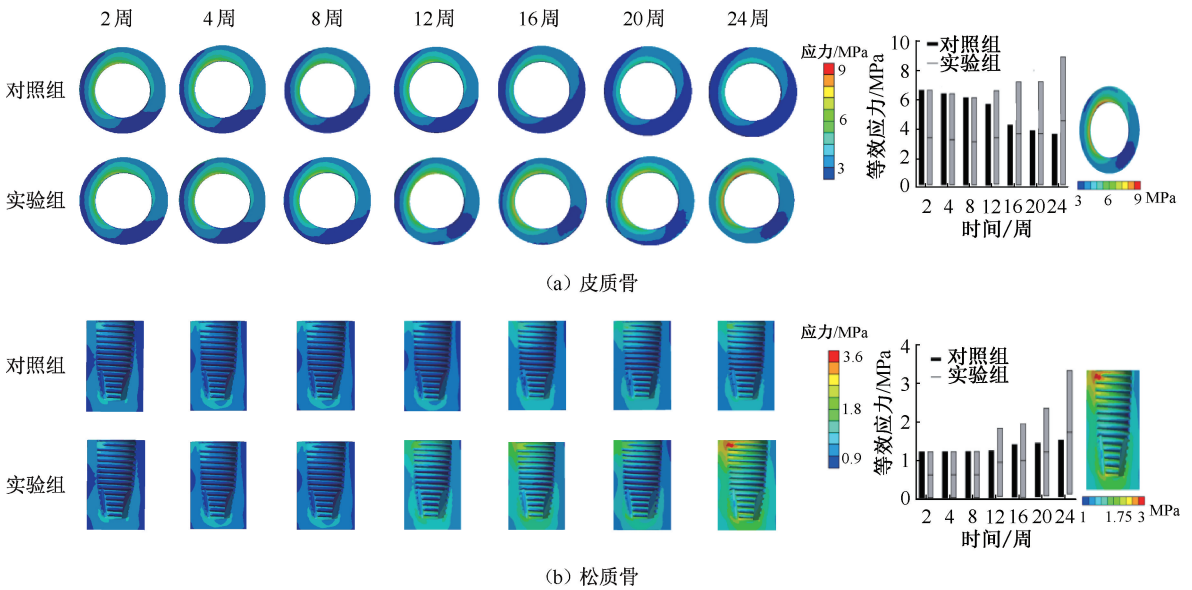 2周 4周 8周 12周 16周 20周 24周
对照组
实验组
应力/MPa
9
6
3
等效应力/MPa
10
8
6
4
2
0
对照组
实验组
2 4 8 12 16 20 24
时间/周
3 6 9 MPa
(a) 皮质骨
对照组
实验组
应力/MPa
3.6
1.8
0.9
等效应力/MPa
4
3
2
1
0
对照组
实验组
2 4 8 12 16 20 24
时间/周
1 1.75 3 MPa
(b) 松质骨